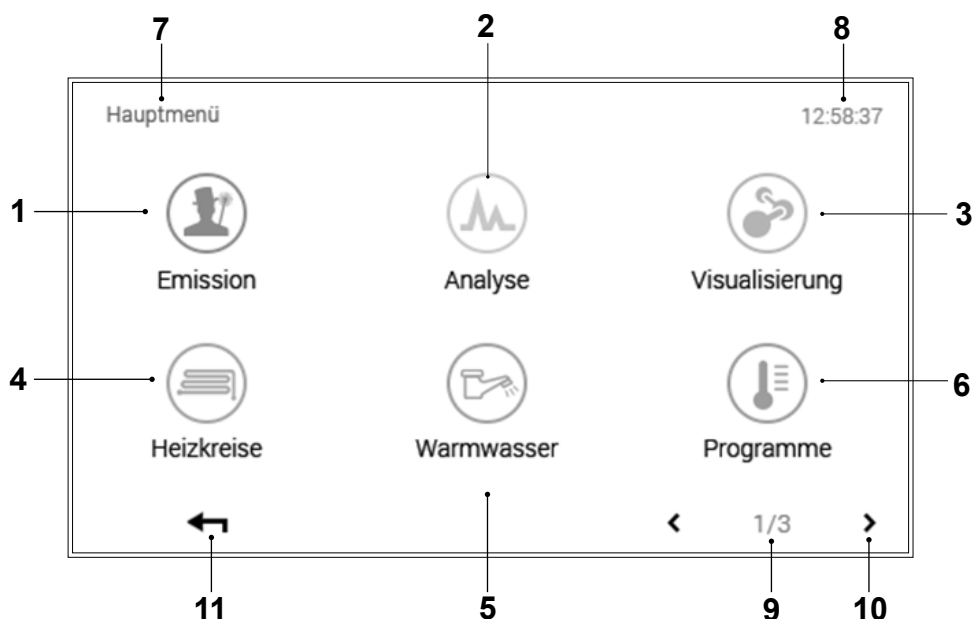 7 2 8
Hauptmenü 12:58:37
1 3
Emission Analyse Visualisierung
4 6
Heizkreise Warmwasser Programme
1/3
11 5 9 10